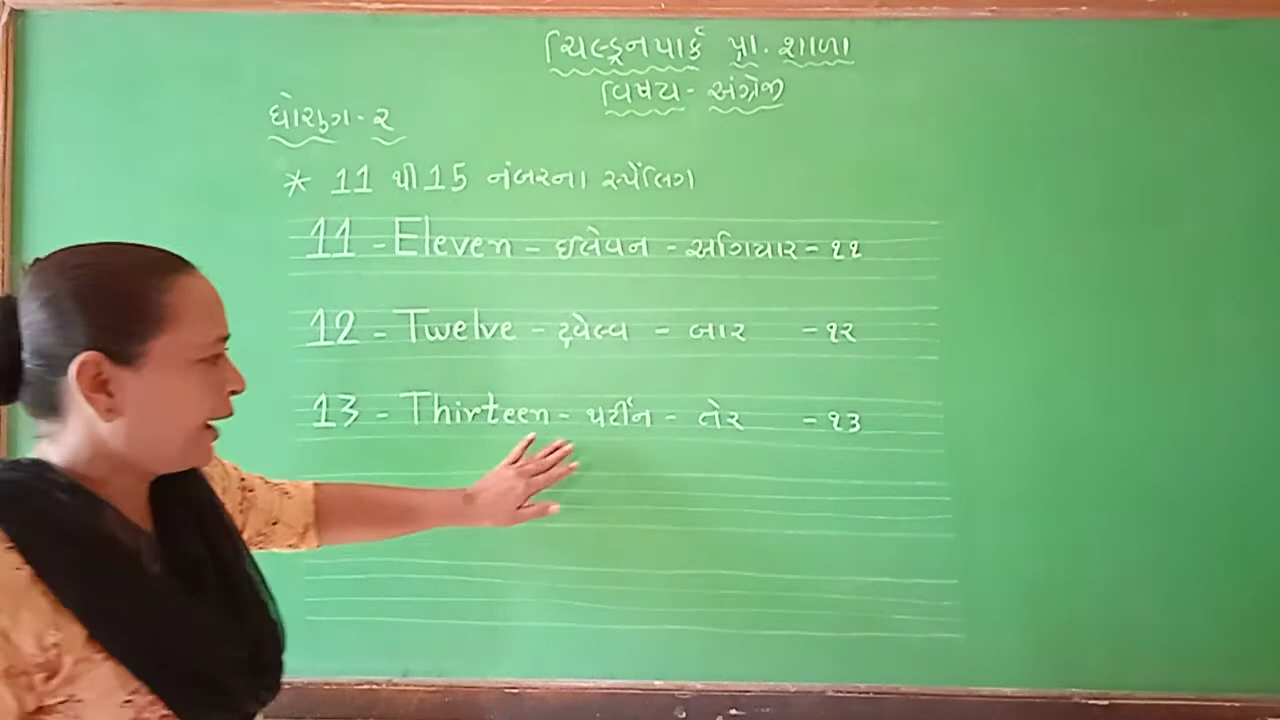 ચિલ્ડ્રનપાર્ક પ્રા. શાળા
વિષય - અંગ્રેજી
ધોરણ - ૨
* 11 થી 15 નંબરના સ્પેંલિગ
11 - Eleven - ઈલેવન - અગિયાર - ૧૧
12 - Twelve - ટ્વેલ્વ - બાર - ૧૨
13 - Thirteen - થર્ટીન - તેર - ૧૩